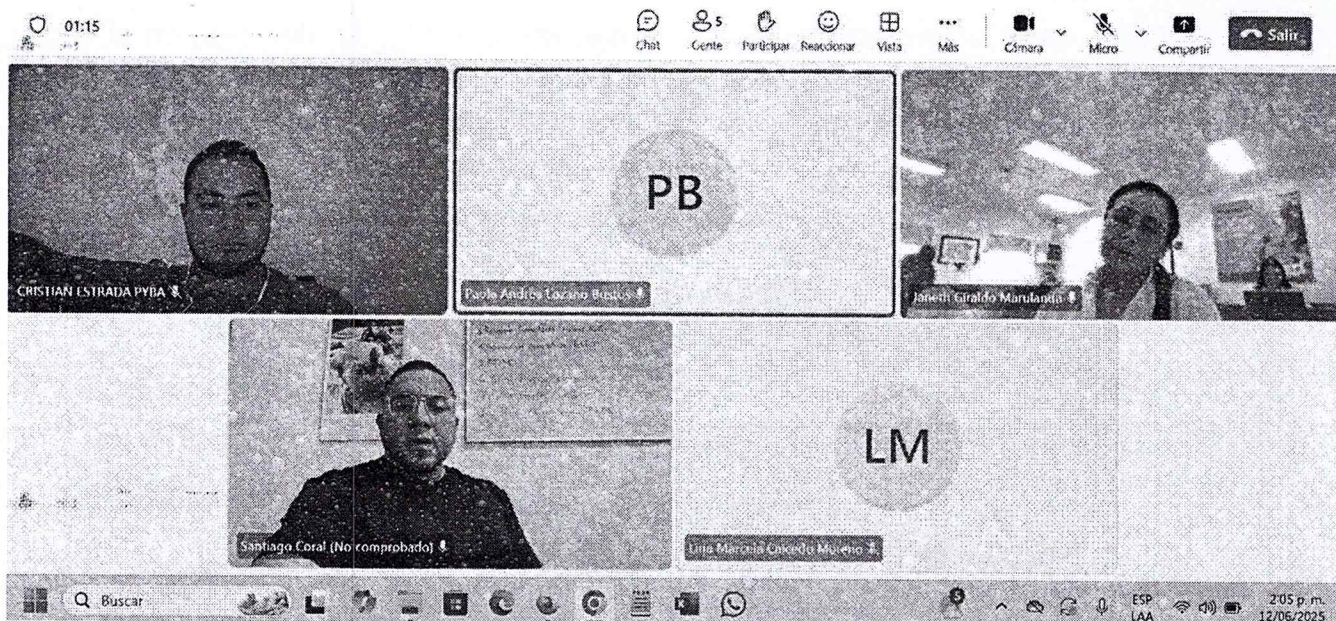 01:15
Chat
5
Gente
Participar
Reaccionar
Vista
Más
Cámara
Micro
Compartir
Salir
CRISTIAN ESTRADA PYBA
PB
Paola Andrea Lozano Bustos
Janeth Giraldo Marulanda
Santiago Coral (No comprobado)
LM
Lina Marcela Caicedo Moreno
Buscar
ESP
LAA
2:05 p. m.
12/06/2025